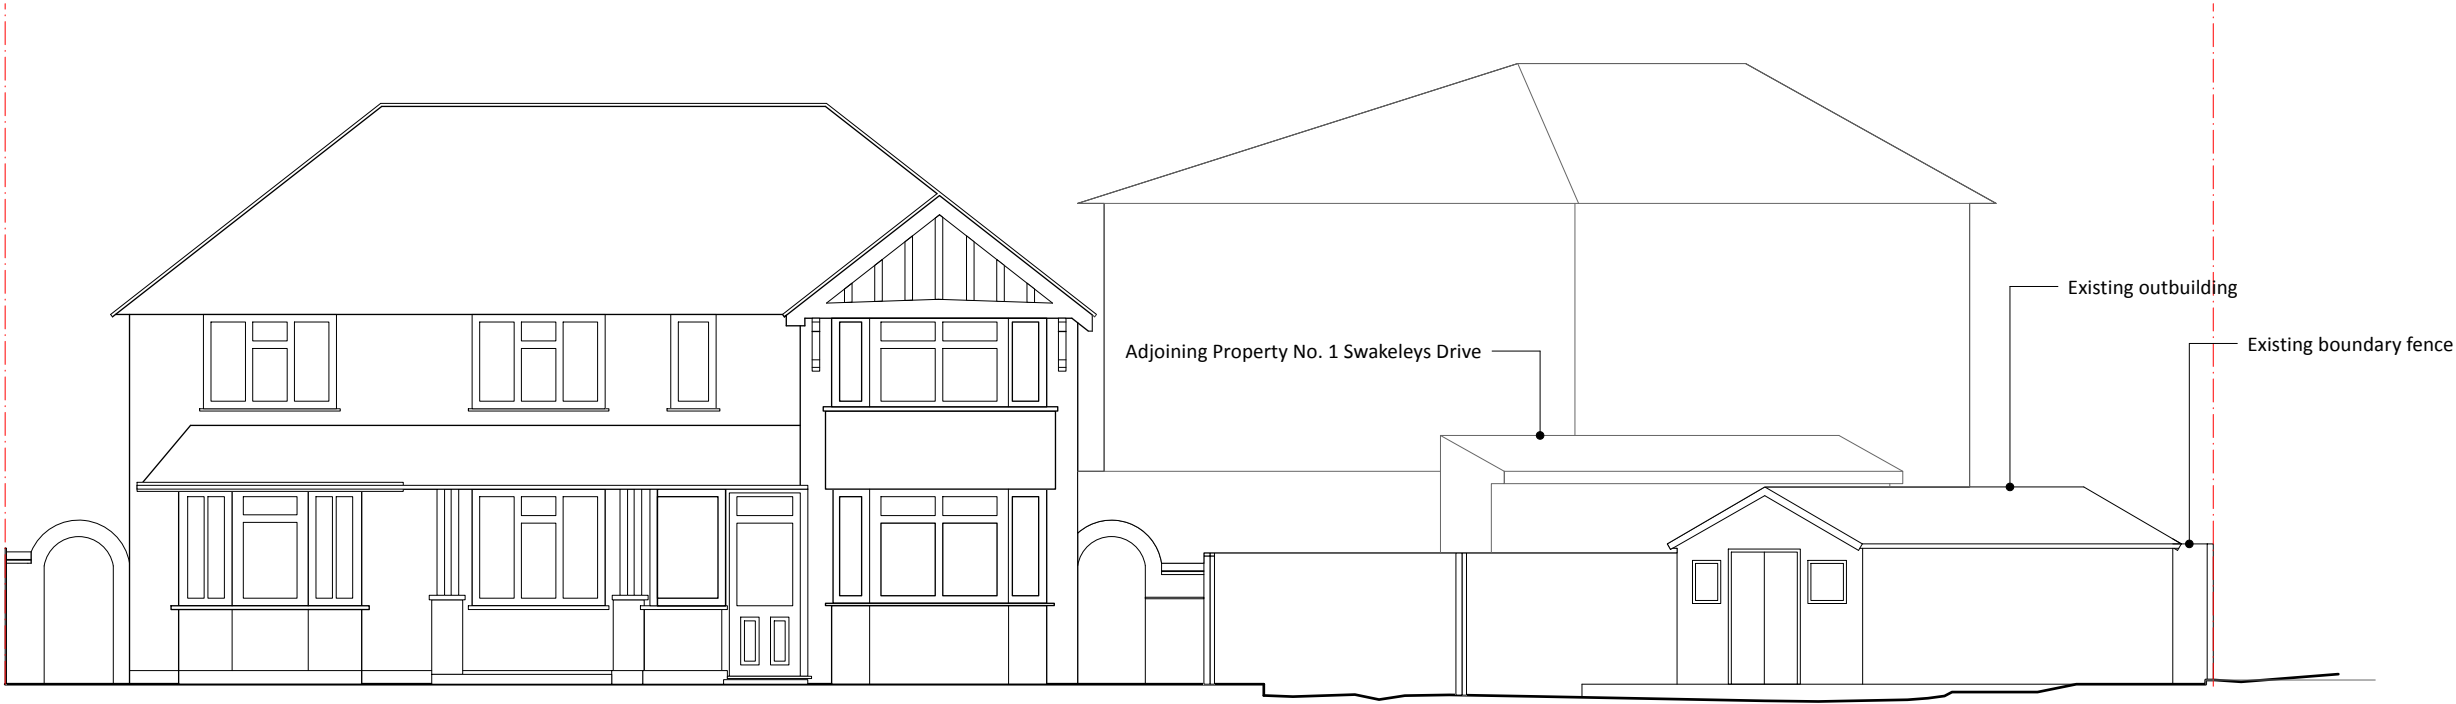 Existing outbuilding
Existing boundary fence
Adjoining Property No. 1 Swakeleys Drive